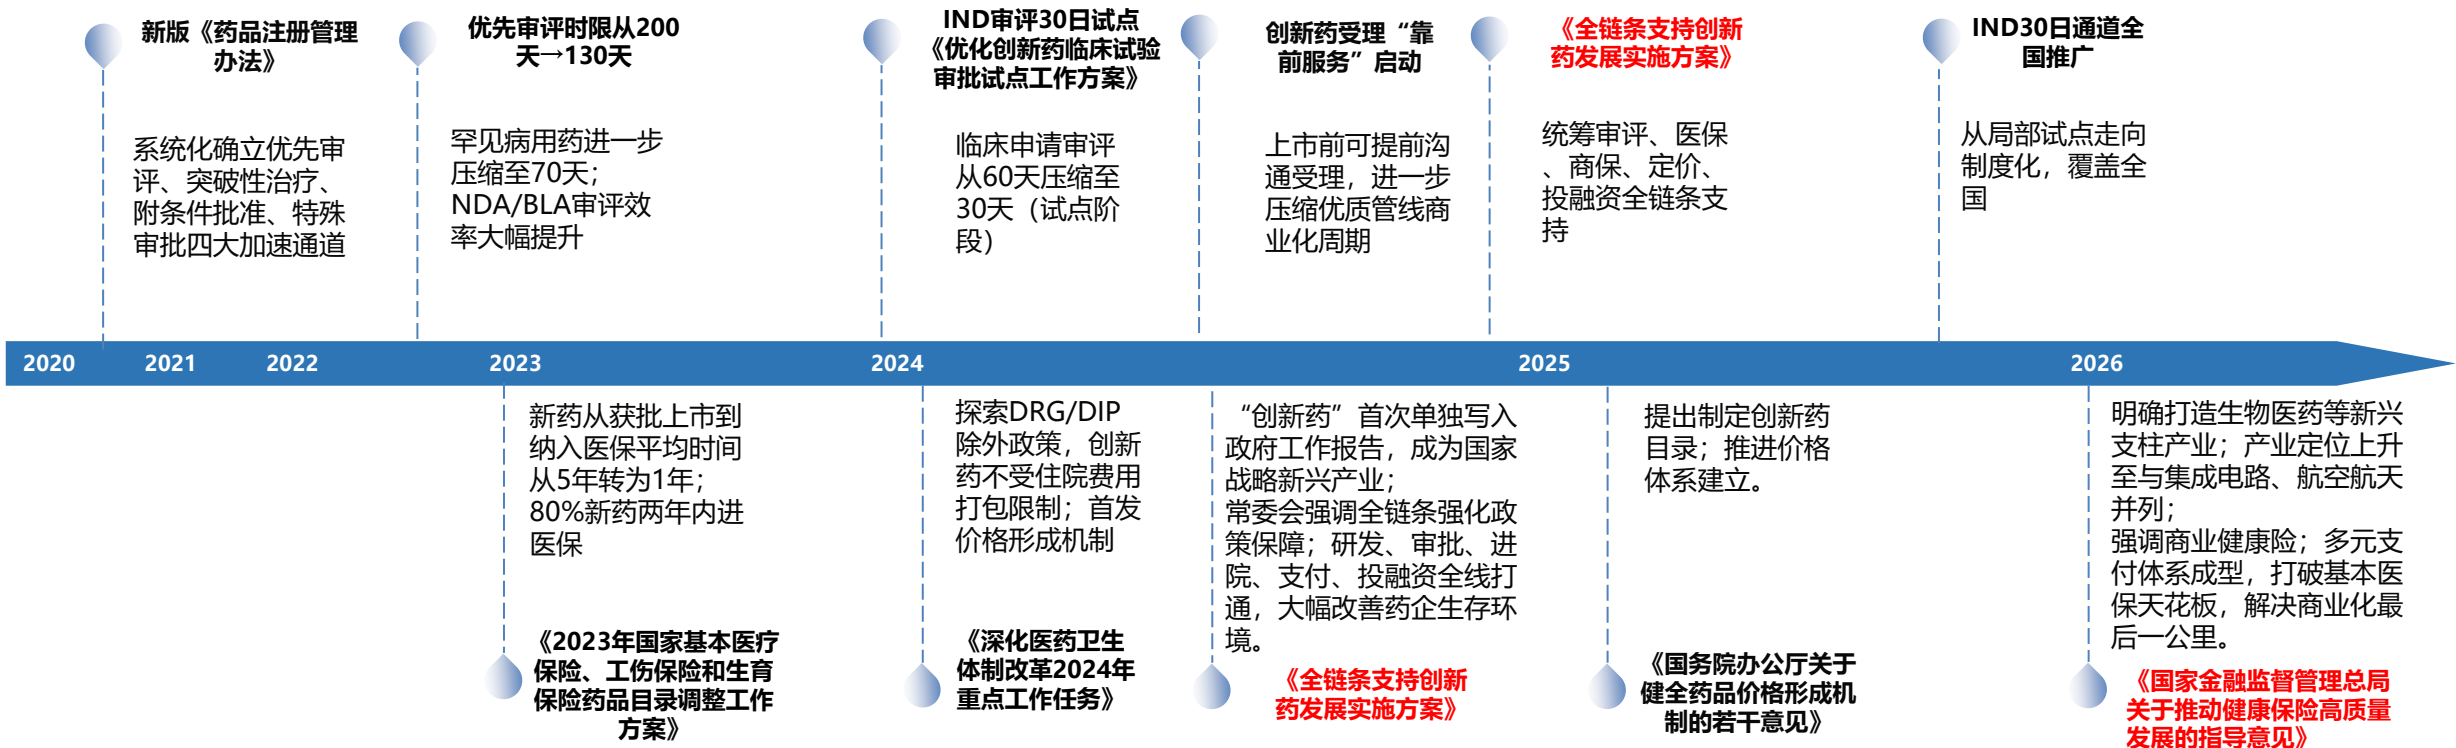 新版《药品注册管理
办法》
系统化确立优先审
评、突破性治疗、
附条件批准、特殊
审批四大加速通道
优先审评时限从200
天→130天
罕见病用药进一步
压缩至70天；
NDA/BLA审评效
率大幅提升
IND审评30日试点
《优化创新药临床试验
审批试点工作方案》
临床申请审评
从60天压缩至
30天（试点阶
段）
创新药受理“靠
前服务”启动
上市前可提前沟
通受理，进一步
压缩优质管线商
业化周期
《全链条支持创新
药发展实施方案》
统筹审评、医保
、商保、定价、
投融资全链条支
持
IND30日通道全
国推广
从局部试点走向
制度化，覆盖全
国
2020 2021 2022 2023 2024 2025 2026
新药从获批上市到
纳入医保平均时间
从5年转为1年；
80%新药两年内进
医保
《2023年国家基本医疗
保险、工伤保险和生育
保险药品目录调整工作
方案》
探索DRG/DIP
除外政策，创新
药不受住院费用
打包限制；首发
价格形成机制
《深化医药卫生
体制改革2024年
重点工作任务》
“创新药”首次单独写入
政府工作报告，成为国家
战略新兴产业；
常委会强调全链条强化政
策保障；研发、审批、进
院、支付、投融资全线打
通，大幅改善药企生存环
境。
《全链条支持创新
药发展实施方案》
提出制定创新药
目录；推进价格
体系建立。
《国务院办公厅关于
健全药品价格形成机
制的若干意见》
明确打造生物医药等新兴
支柱产业；产业定位上升
至与集成电路、航空航天
并列；
强调商业健康险；多元支
付体系成型，打破基本医
保天花板，解决商业化最
后一公里。
《国家金融监督管理总局
关于推动健康保险高质量
发展的指导意见》